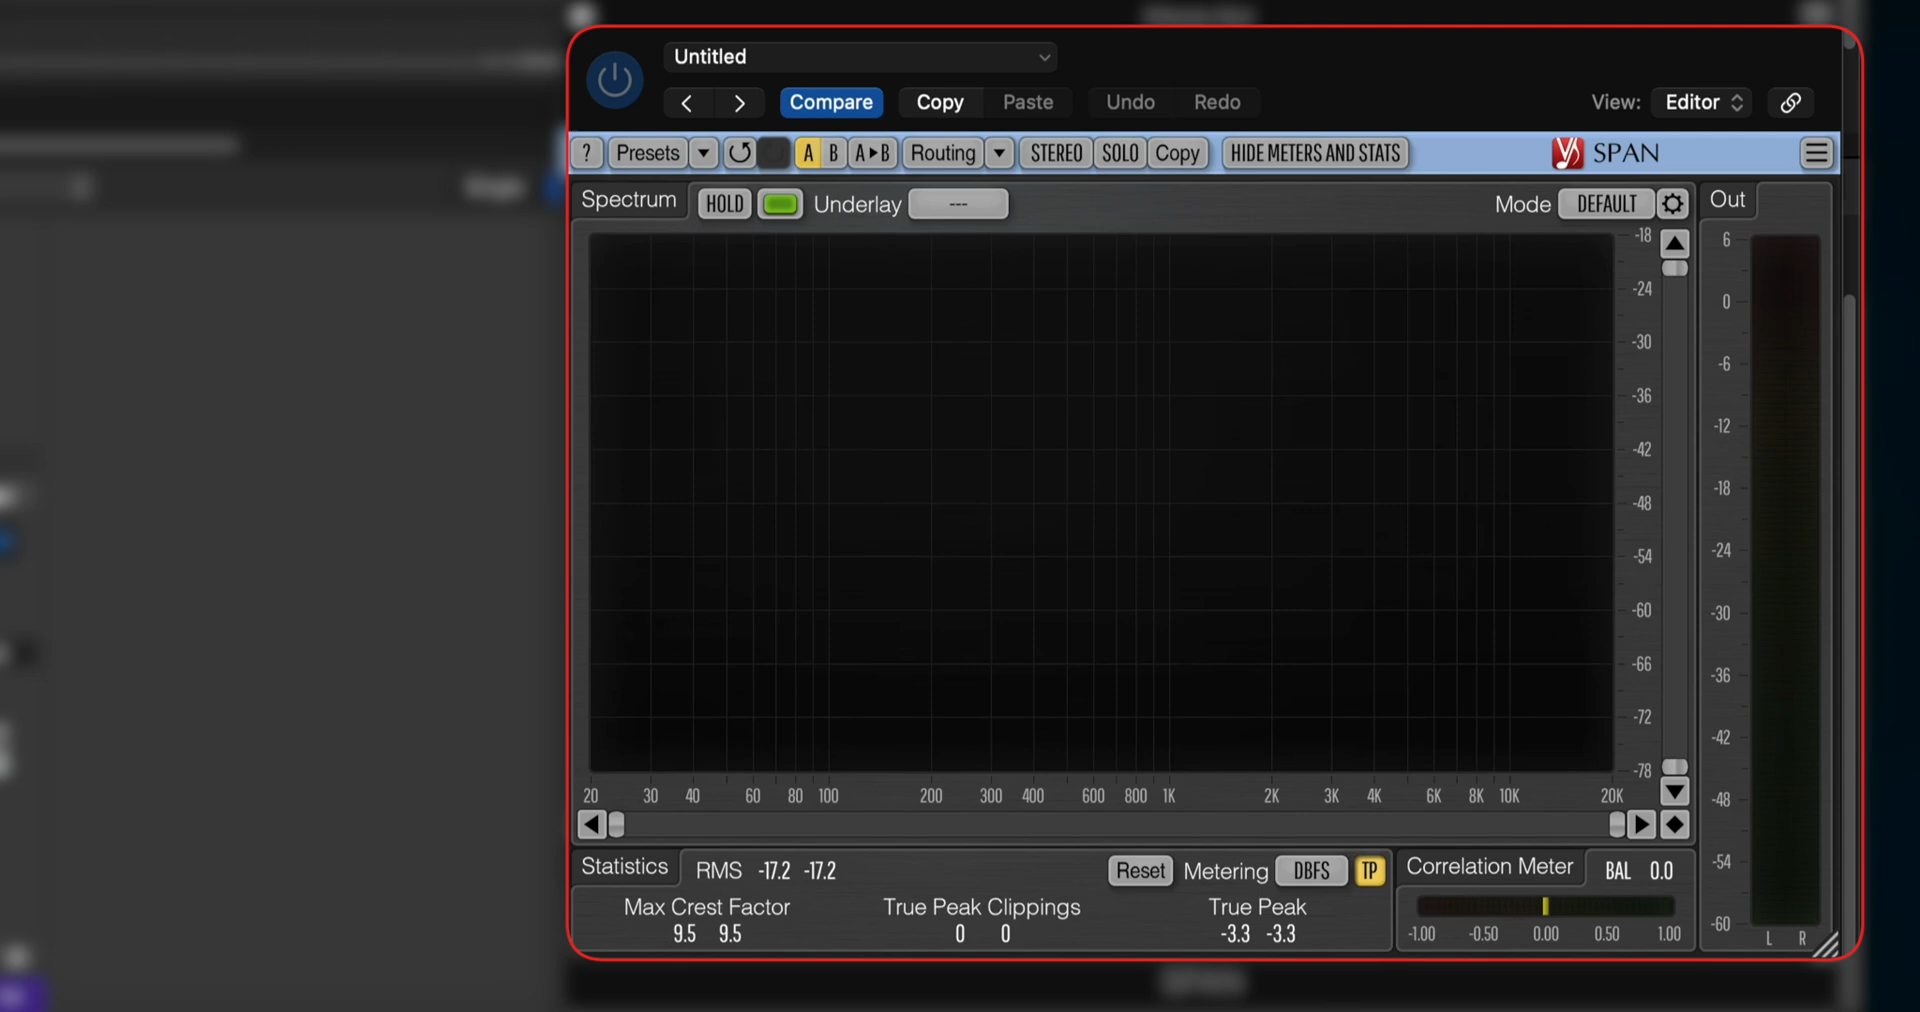 Untitled
Compare Copy Paste Undo Redo View: Editor
? Presets A B A▸B Routing STEREO SOLO Copy HIDE METERS AND STATS SPAN
Spectrum HOLD Underlay --- Mode DEFAULT Out
-18
-24
-30
-36
-42
-48
-54
-60
-66
-72
-78
6
0
-6
-12
-18
-24
-30
-36
-42
-48
-54
-60
L R
20 30 40 60 80 100 200 300 400 600 800 1K 2K 3K 4K 6K 8K 10K 20K
Statistics RMS -17.2 -17.2 Reset Metering DBFS TP
Max Crest Factor True Peak Clippings True Peak
9.5 9.5 0 0 -3.3 -3.3
Correlation Meter BAL 0.0
-1.00 -0.50 0.00 0.50 1.00